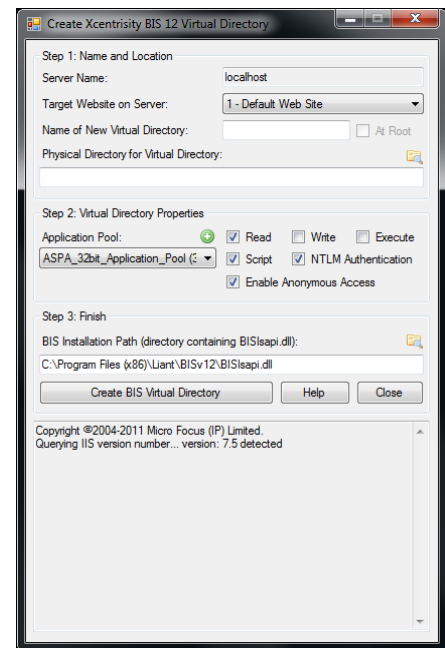 Create Xcentrisity BIS 12 Virtual Directory
Step 1: Name and Location
Server Name: localhost
Target Website on Server: 1 - Default Web Site
Name of New Virtual Directory: At Root
Physical Directory for Virtual Directory:
Step 2: Virtual Directory Properties
Application Pool: Read Write Execute
ASPA_32bit_Application_Pool (3 Script NTLM Authentication
Enable Anonymous Access
Step 3: Finish
BIS Installation Path (directory containing BISIsapi.dll):
C:\Program Files (x86)\Liant\BISv12\BISIsapi.dll
Create BIS Virtual Directory Help Close
Copyright ©2004-2011 Micro Focus (IP) Limited.
Querying IIS version number... version: 7.5 detected